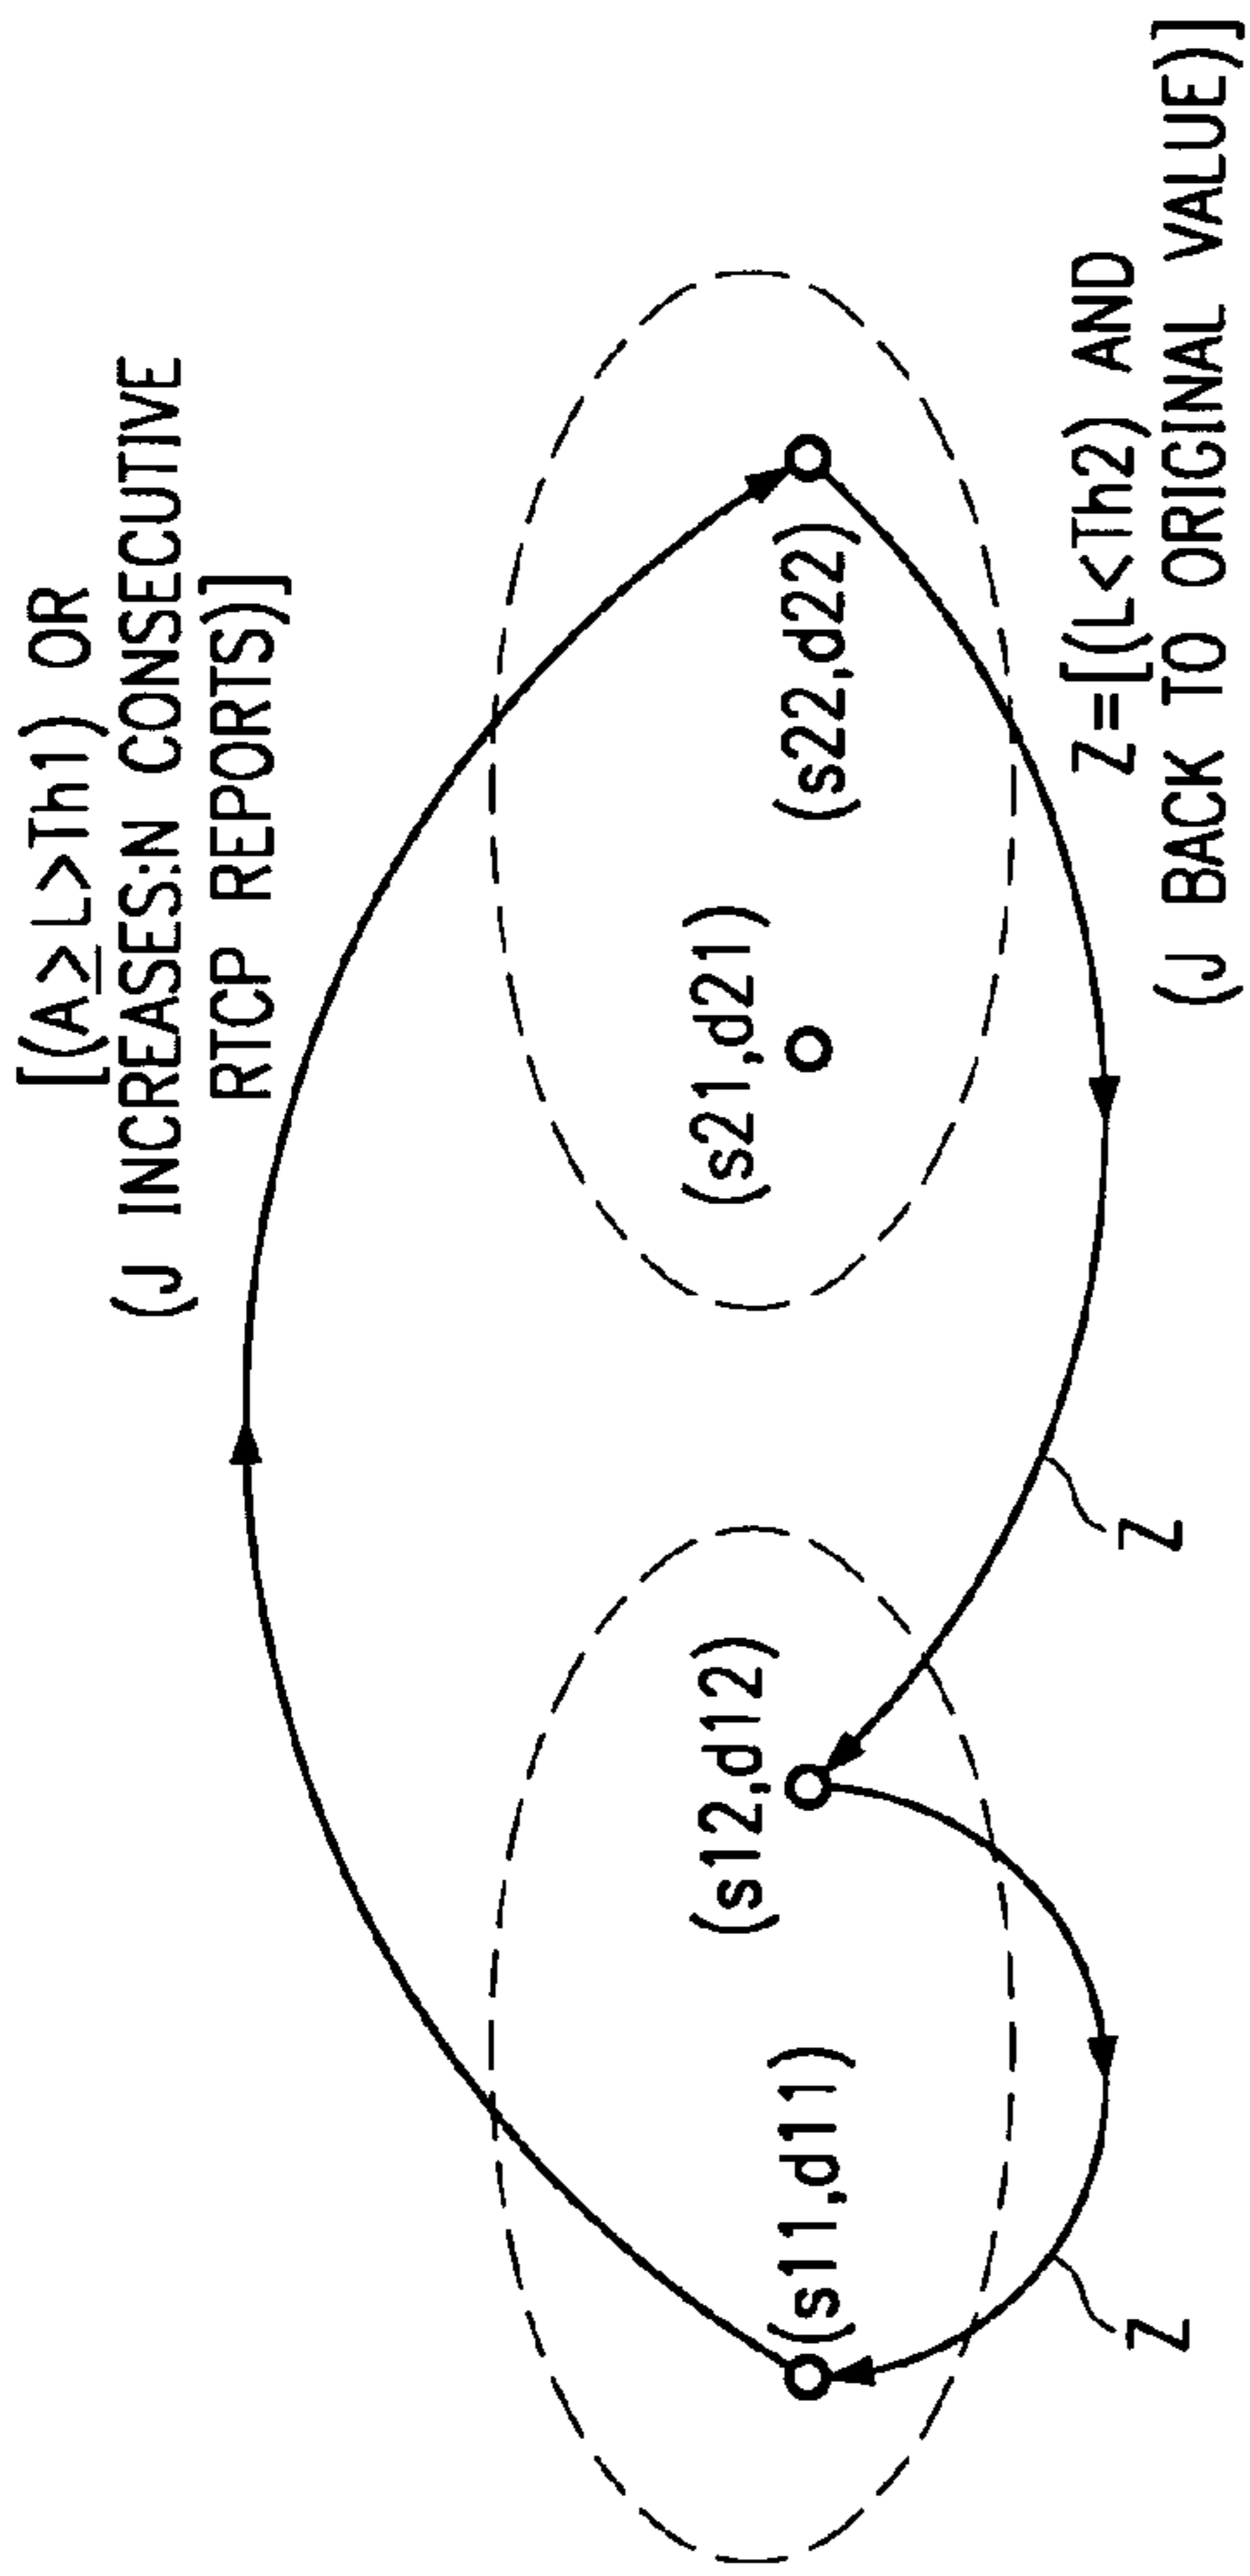 [(A≥L>Th1) OR
(J INCREASES:N CONSECUTIVE
RTCP REPORTS)]
(s11,d11)
(s12,d12)
(s21,d21)
(s22,d22)
Z
Z
Z=[(L<Th2) AND
(J BACK TO ORIGINAL VALUE)]